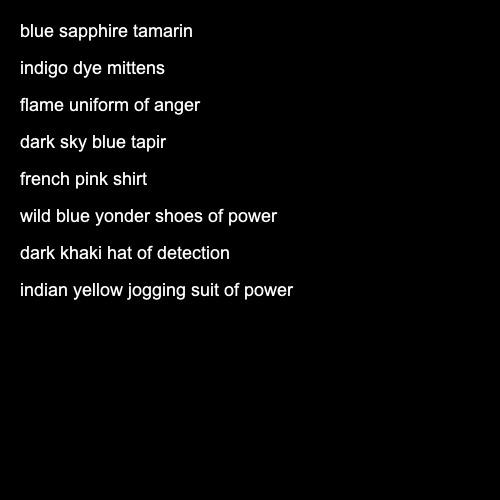 blue sapphire tamarin
indigo dye mittens
flame uniform of anger
dark sky blue tapir
french pink shirt
wild blue yonder shoes of power
dark khaki hat of detection
indian yellow jogging suit of power